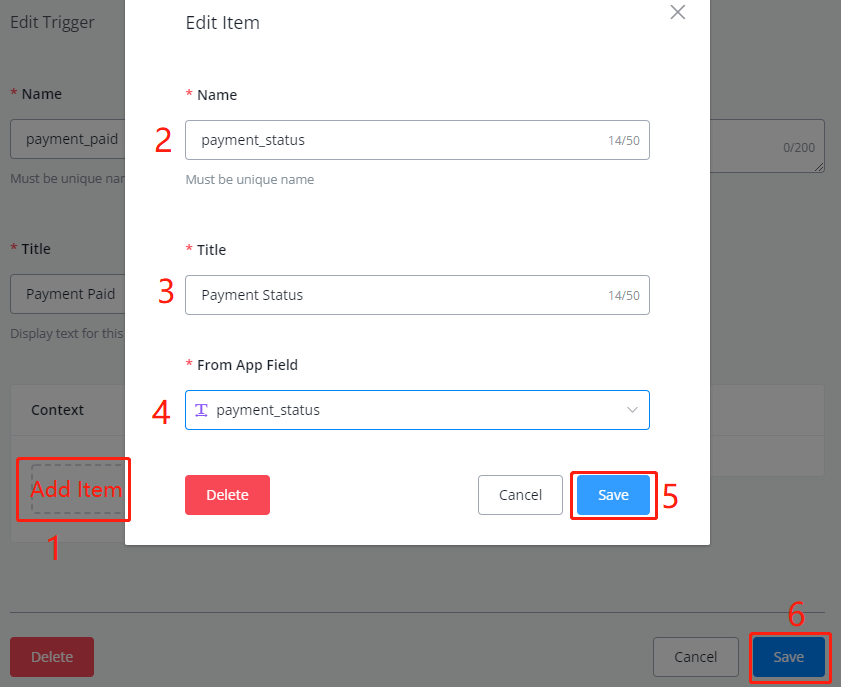 Edit Trigger
Edit Item
* Name
* Name
payment_paid
2
payment_status
14/50
0/200
Must be unique nam
Must be unique name
* Title
* Title
Payment Paid
3
Payment Status
14/50
Display text for this
* From App Field
Context
4
payment_status
Add Item
Delete
Cancel
Save
5
1
6
Delete
Cancel
Save